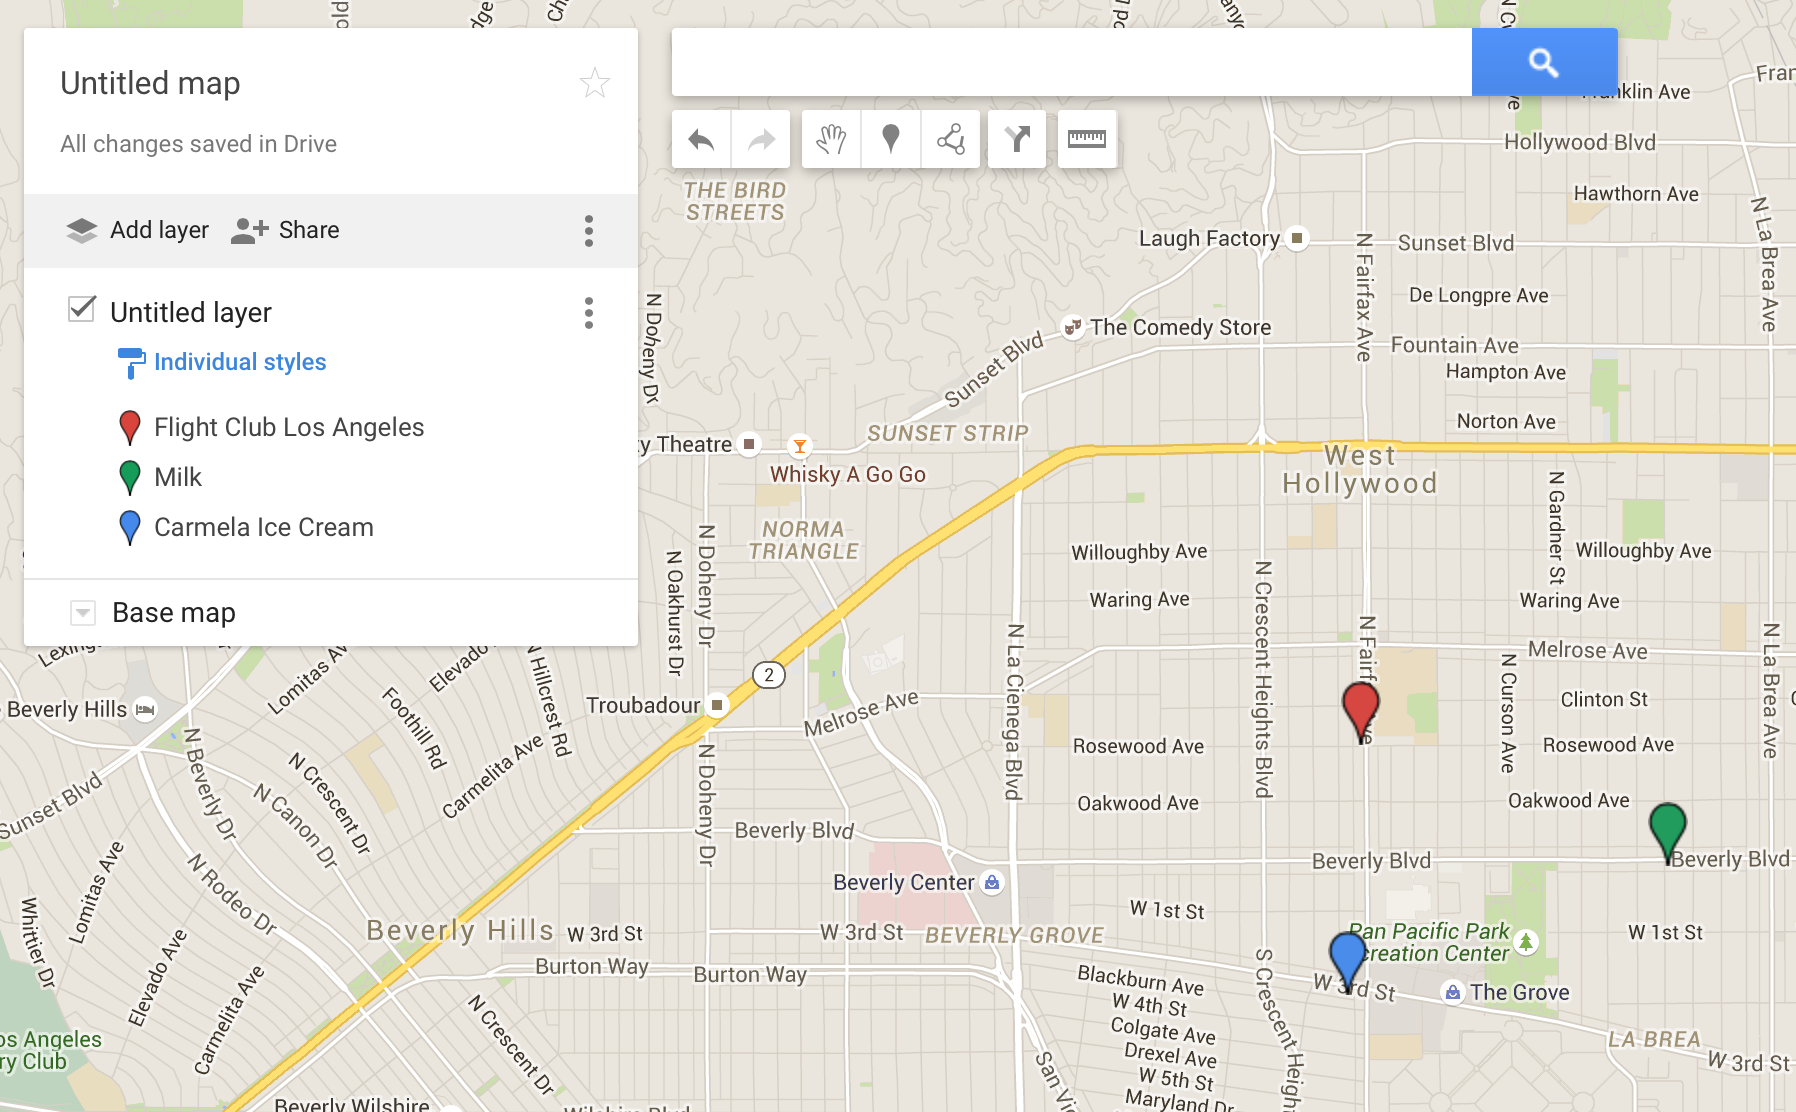 Untitled map
All changes saved in Drive
Add layer
Share
Untitled layer
Individual styles
Flight Club Los Angeles
Milk
Carmela Ice Cream
Base map
THE BIRD
STREETS
Franklin Ave
Hollywood Blvd
Hawthorn Ave
N La Brea Ave
Laugh Factory
Sunset Blvd
N Fairfax Ave
De Longpre Ave
N Doheny Dr
The Comedy Store
Sunset Blvd
Fountain Ave
Hampton Ave
Norton Ave
SUNSET STRIP
y Theatre
Whisky A Go Go
West
Hollywood
N Gardner St
NORMA
TRIANGLE
N Oakhurst Dr
N Doheny Dr
Willoughby Ave
Willoughby Ave
N Crescent Heights Blvd
Waring Ave
Waring Ave
N La Cienega Blvd
N La Brea Ave
Melrose Ave
N Curson Ave
Lomitas Av
Elevado
N Hillcrest Rd
2
Beverly Hills
Troubadour
Melrose Ave
Clinton St
Foothill Rd
N Beverly Dr
Carmelita Ave
N Doheny Dr
Rosewood Ave
Rosewood Ave
N Crescent Dr
N Canon Dr
Sunset Blvd
Oakwood Ave
Oakwood Ave
Beverly Blvd
Beverly Blvd
Beverly Blvd
Lomitas Ave
N Rodeo Dr
Beverly Center
Whittier Dr
Beverly Hills
W 3rd St
W 3rd St
BEVERLY GROVE
W 1st St
W 1st St
Pan Pacific Park
creation Center
Elevado Ave
Carmelita Ave
Burton Way
Burton Way
Blackburn Ave
W 3rd St
The Grove
W 4th St
Colgate Ave
Drexel Ave
W 5th St
Maryland Dr
S Crescent Heigh
N Crescent Dr
os Angeles
ry Club
San Vi
LA BREA
W 3rd St
Beverly Wilshire
Wilshire Blvd